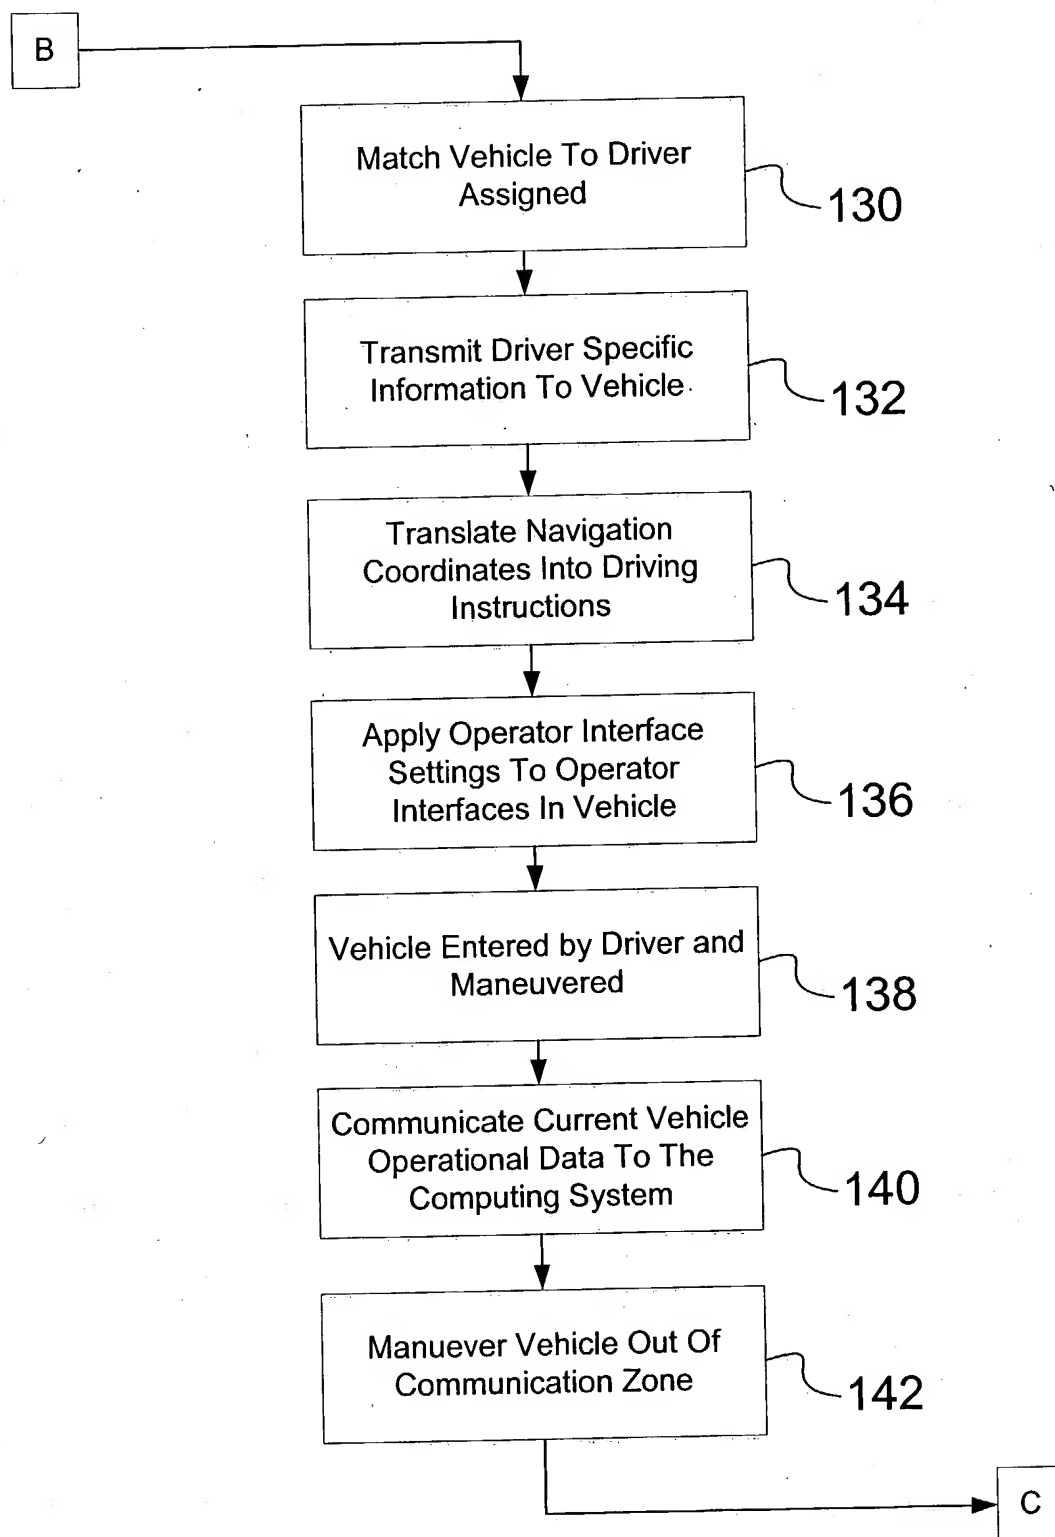 B
Match Vehicle To Driver
Assigned
130
Transmit Driver Specific
Information To Vehicle
132
Translate Navigation
Coordinates Into Driving
Instructions
134
Apply Operator Interface
Settings To Operator
Interfaces In Vehicle
136
Vehicle Entered by Driver and
Maneuvered
138
Communicate Current Vehicle
Operational Data To The
Computing System
140
Manuever Vehicle Out Of
Communication Zone
142
C